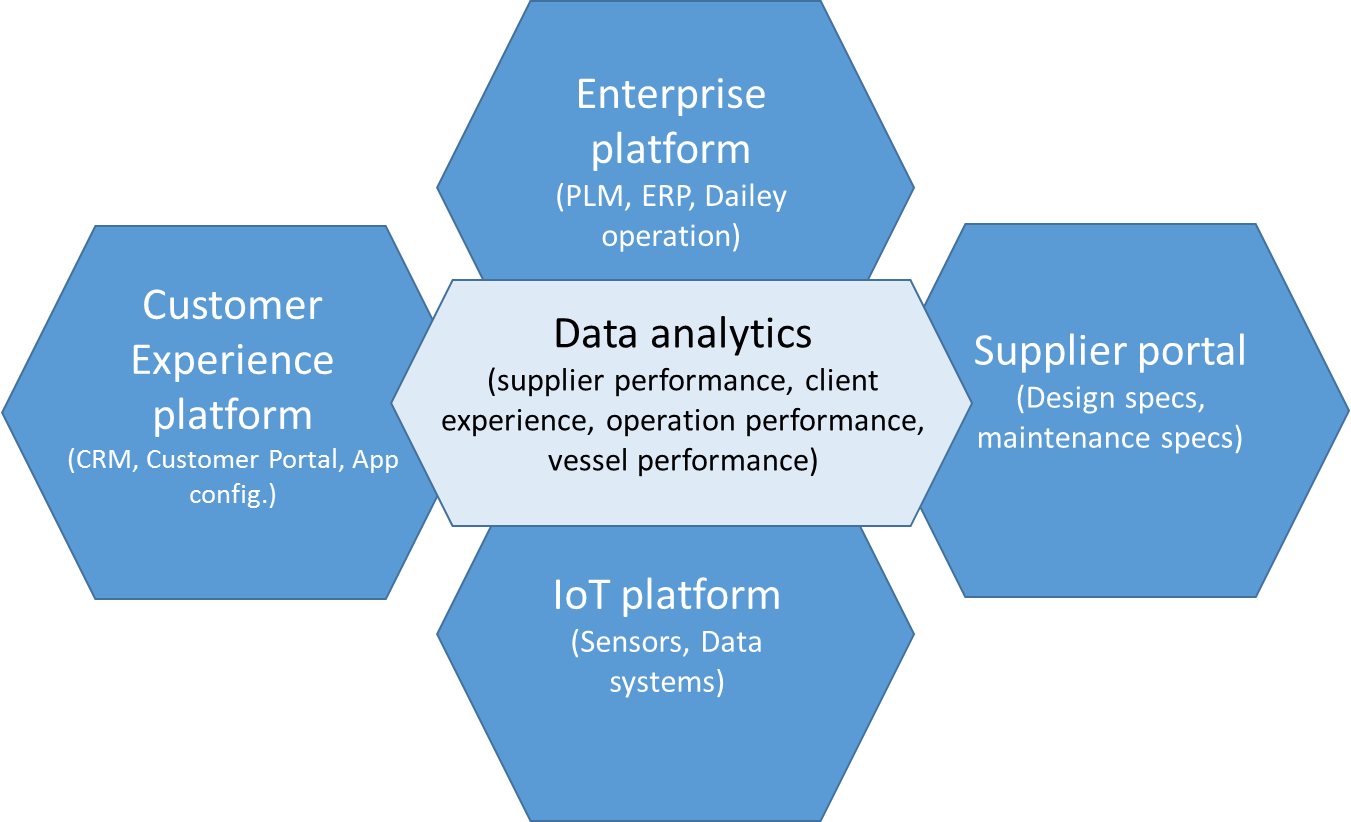 Enterprise
platform
(PLM, ERP, Dailey
operation)
Customer
Experience
platform
(CRM, Customer Portal, App
config.)
Data analytics
(supplier performance, client
experience, operation performance,
vessel performance)
Supplier portal
(Design specs,
maintenance specs)
IoT platform
(Sensors, Data
systems)